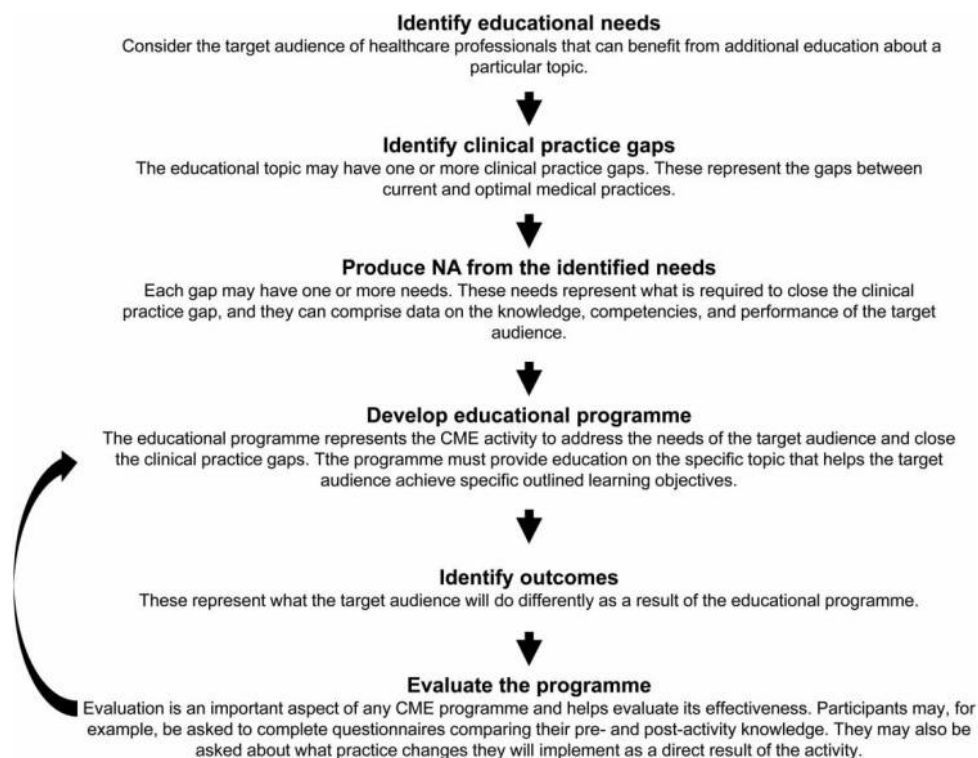 Identify educational needs
Consider the target audience of healthcare professionals that can benefit from additional education about a
particular topic.
Identify clinical practice gaps
The educational topic may have one or more clinical practice gaps. These represent the gaps between
current and optimal medical practices.
Produce NA from the identified needs
Each gap may have one or more needs. These needs represent what is required to close the clinical
practice gap, and they can comprise data on the knowledge, competencies, and performance of the target
audience.
Develop educational programme
The educational programme represents the CME activity to address the needs of the target audience and close
the clinical practice gaps. Tthe programme must provide education on the specific topic that helps the target
audience achieve specific outlined learning objectives.
Identify outcomes
These represent what the target audience will do differently as a result of the educational programme.
Evaluate the programme
Evaluation is an important aspect of any CME programme and helps evaluate its effectiveness. Participants may, for
example, be asked to complete questionnaires comparing their pre- and post-activity knowledge. They may also be
asked about what practice changes they will implement as a direct result of the activity.